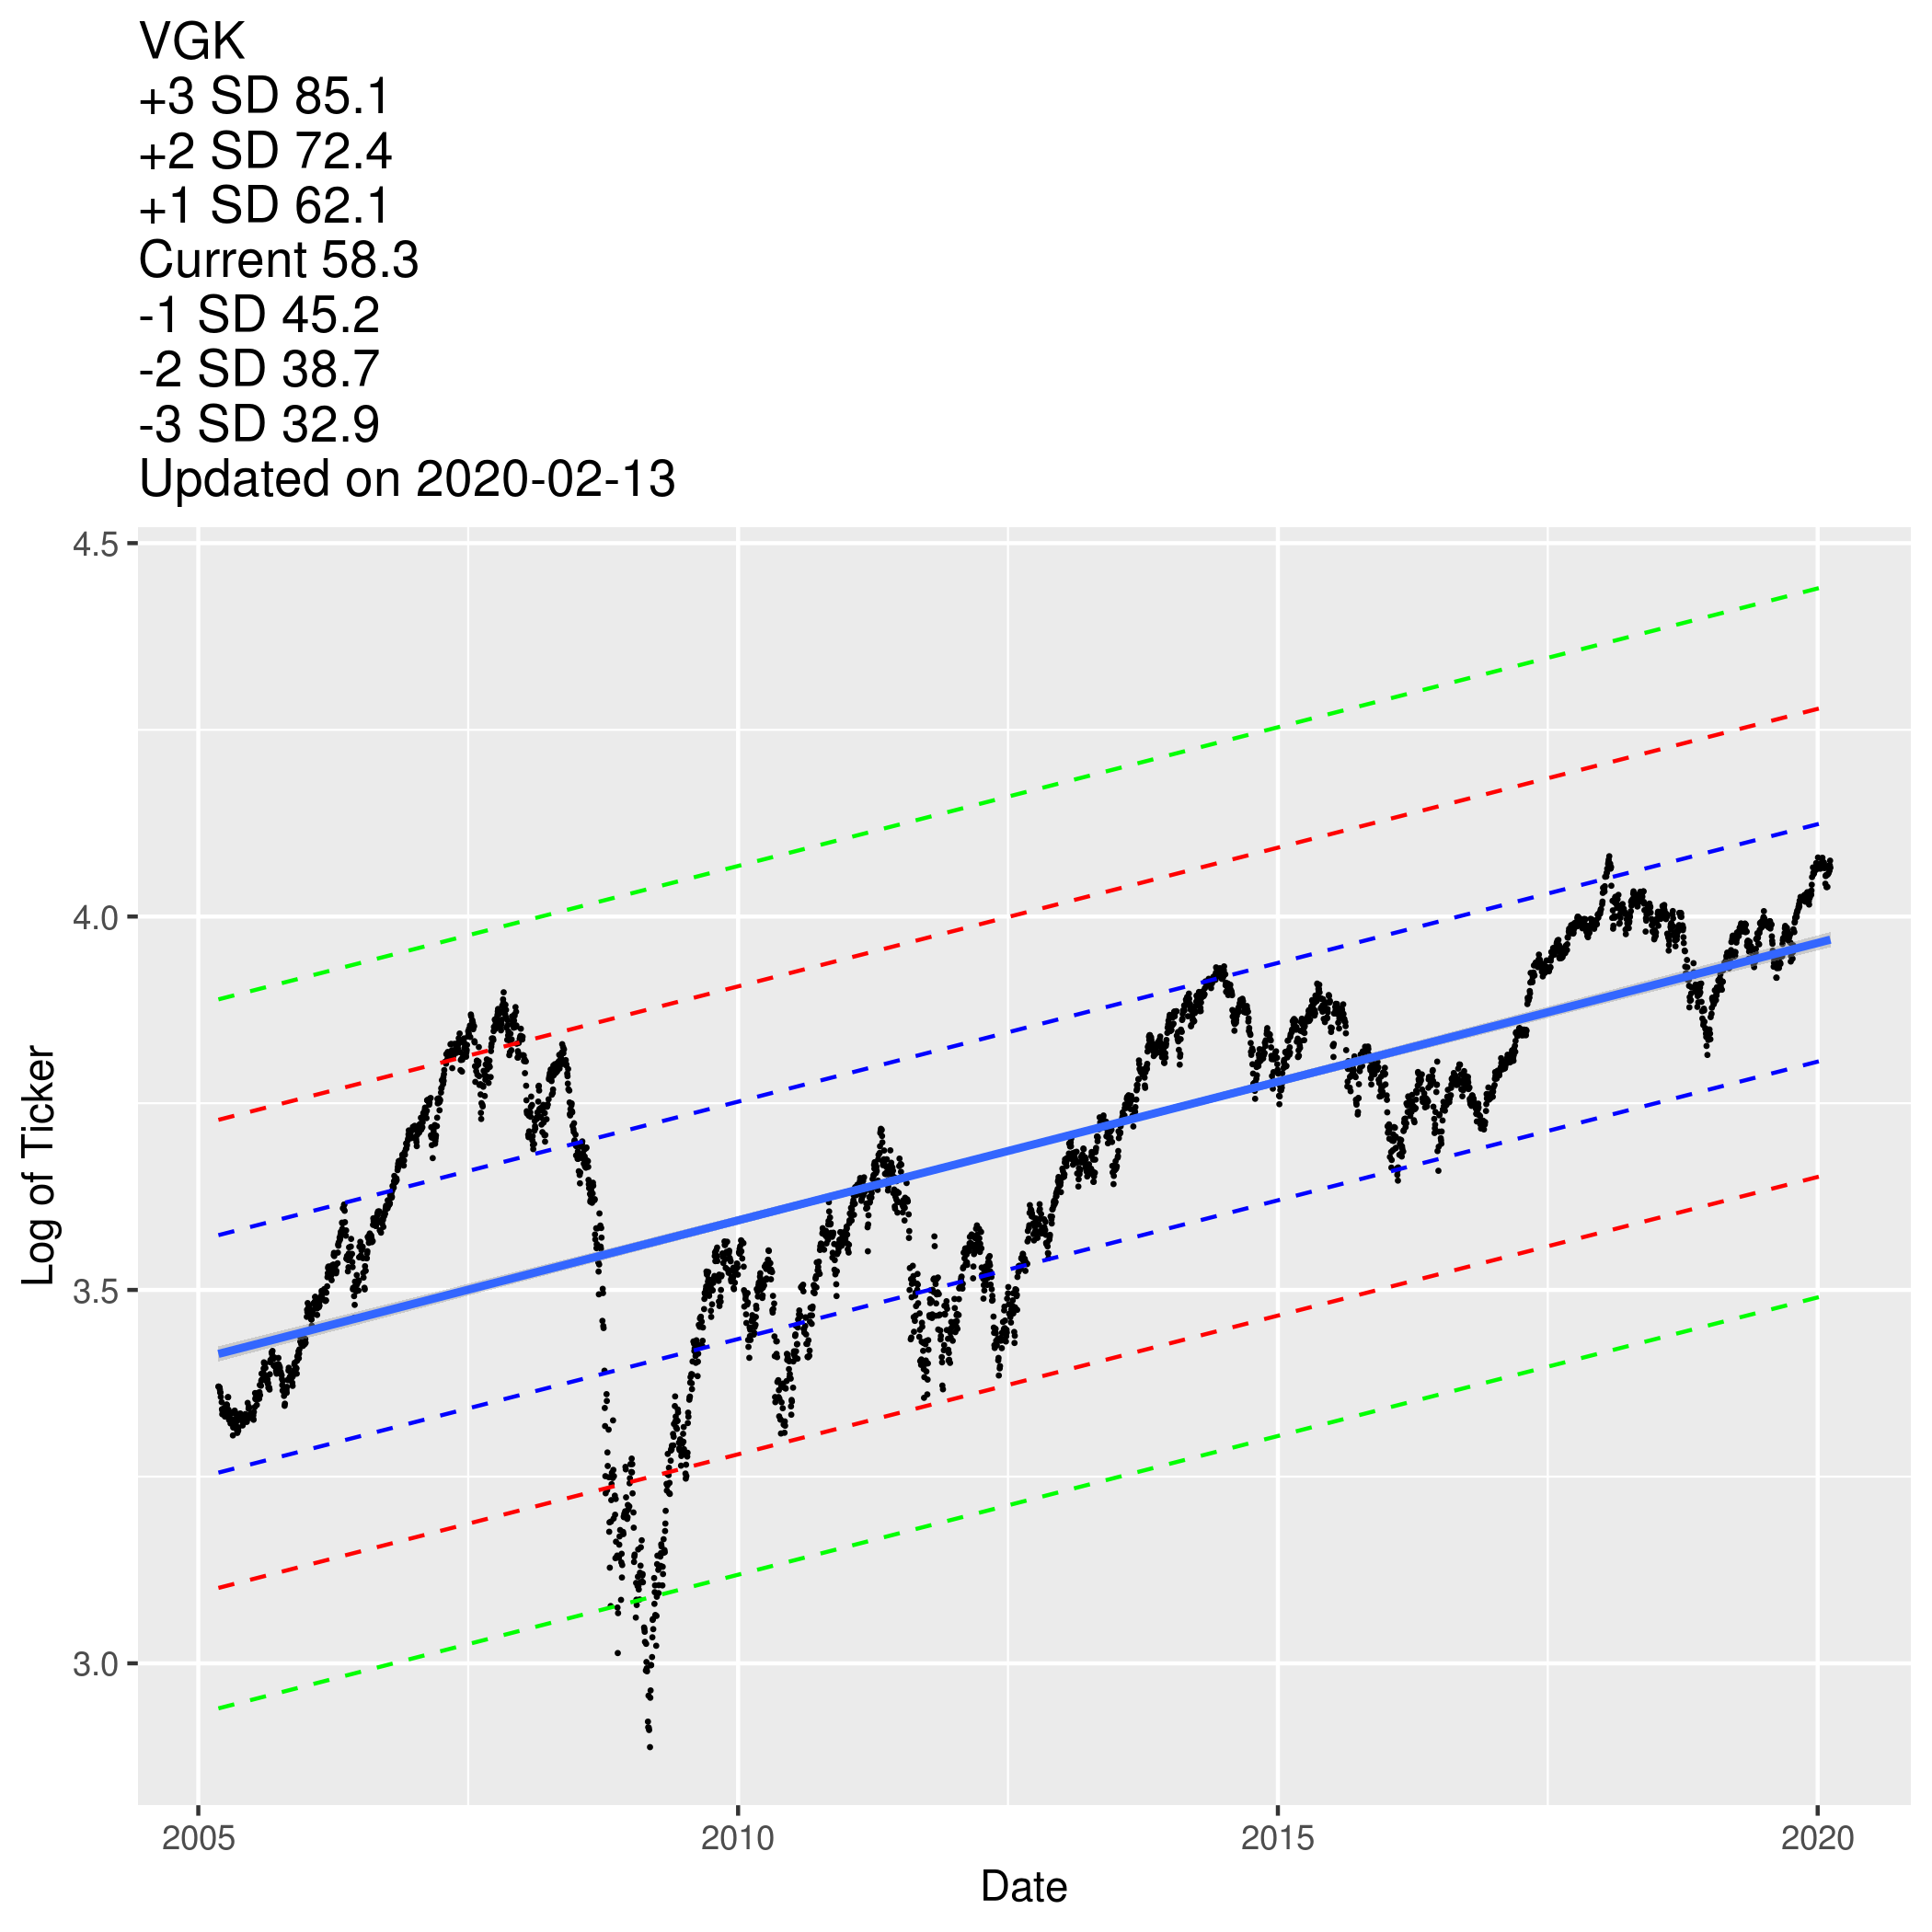 VGK
+3 SD 85.1
+2 SD 72.4
+1 SD 62.1
Current 58.3
-1 SD 45.2
-2 SD 38.7
-3 SD 32.9
Updated on 2020-02-13
4.5
4.0
3.5
3.0
Log of Ticker
2005 2010 2015 2020
Date